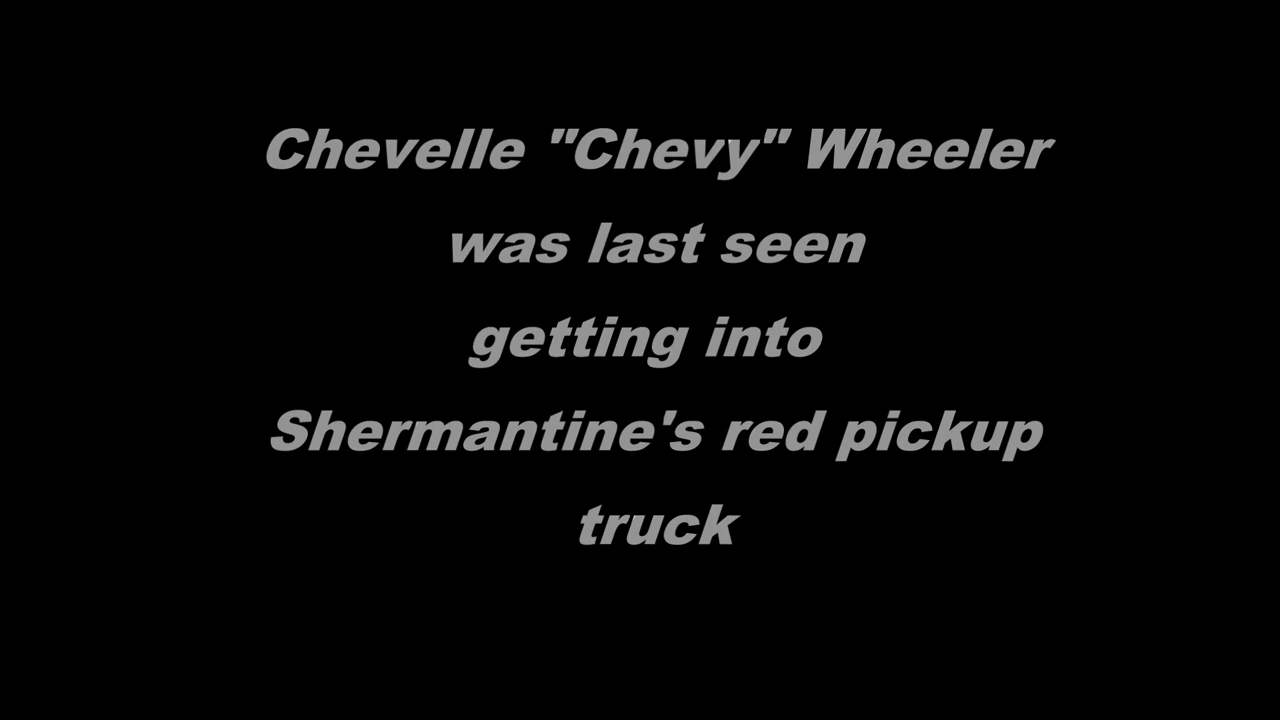 Chevelle "Chevy" Wheeler
was last seen
getting into
Shermantine's red pickup
truck